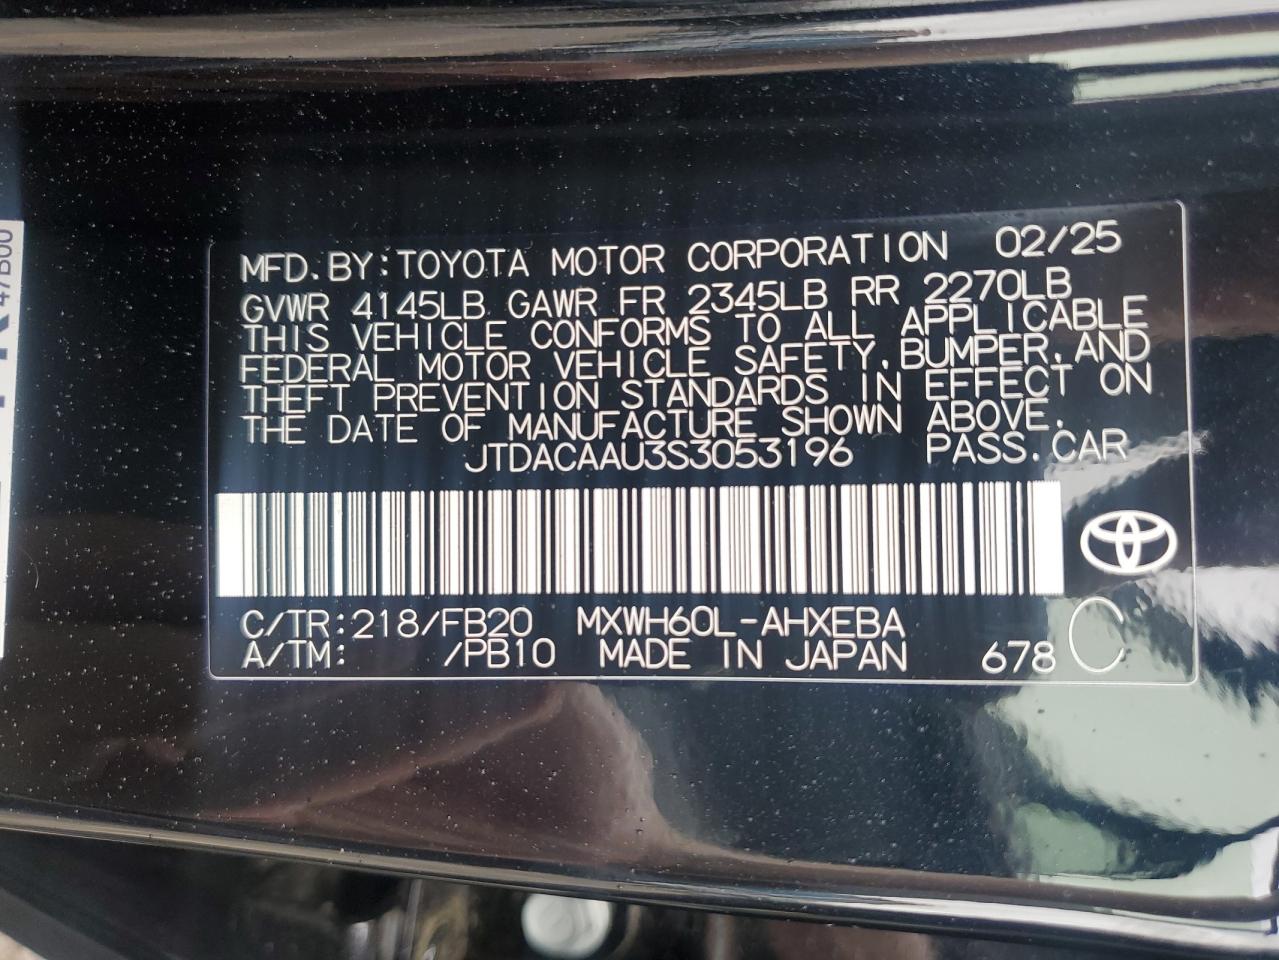 MFD.BY:TOYOTA MOTOR CORPORATION 02/25
GVWR 4145LB GAWR FR 2345LB RR 2270LB
THIS VEHICLE CONFORMS TO ALL APPLICABLE
FEDERAL MOTOR VEHICLE SAFETY,BUMPER,AND
THEFT PREVENTION STANDARDS IN EFFECT ON
THE DATE OF MANUFACTURE SHOWN ABOVE.
JTDACAAU3S3053196 PASS.CAR
C/TR:218/FB20 MXWH60L-AHXEBA
A/TM: /PB10 MADE IN JAPAN 678 C
47B00